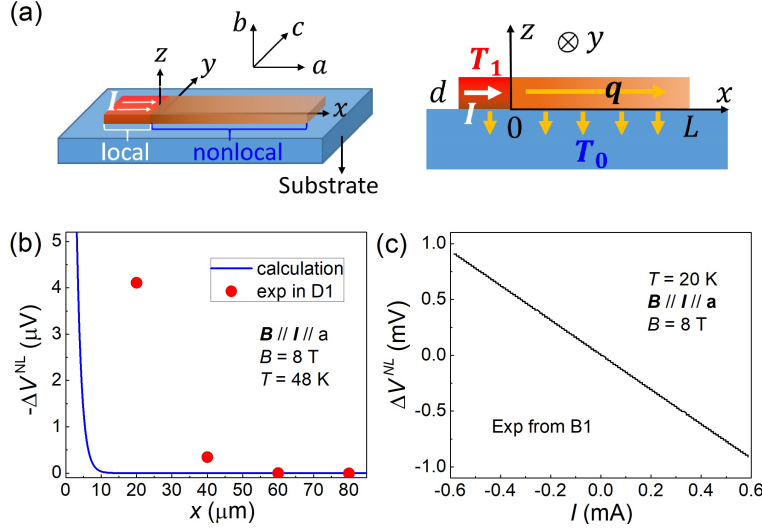 (a)
b
c
a
z
y
I
x
local
nonlocal
Substrate
z
⊗ y
T₁
d
I
q
x
0
L
T₀
(b)
5
4
3
2
1
0
-ΔV^NL (μV)
calculation
exp in D1
B // I // a
B = 8 T
T = 48 K
0 10 20 30 40 50 60 70 80
x (μm)
(c)
1.0
0.5
0.0
-0.5
-1.0
ΔV^NL (mV)
T = 20 K
B // I // a
B = 8 T
Exp from B1
-0.6 -0.4 -0.2 0.0 0.2 0.4 0.6
I (mA)